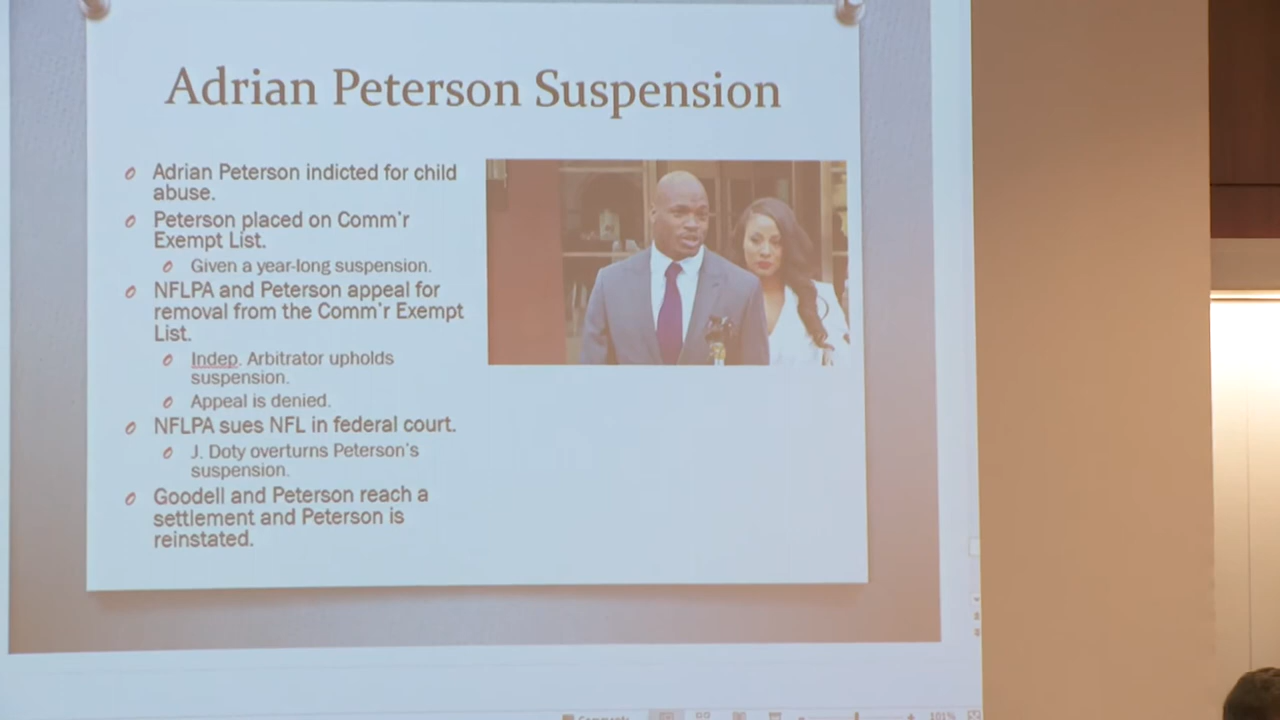 Adrian Peterson Suspension
Adrian Peterson indicted for child
abuse.
Peterson placed on Comm'r
Exempt List.
Given a year-long suspension.
NFLPA and Peterson appeal for
removal from the Comm'r Exempt
List.
Indep. Arbitrator upholds
suspension.
Appeal is denied.
NFLPA sues NFL in federal court.
J. Doty overturns Peterson's
suspension.
Goodell and Peterson reach a
settlement and Peterson is
reinstated.
Comments
101%